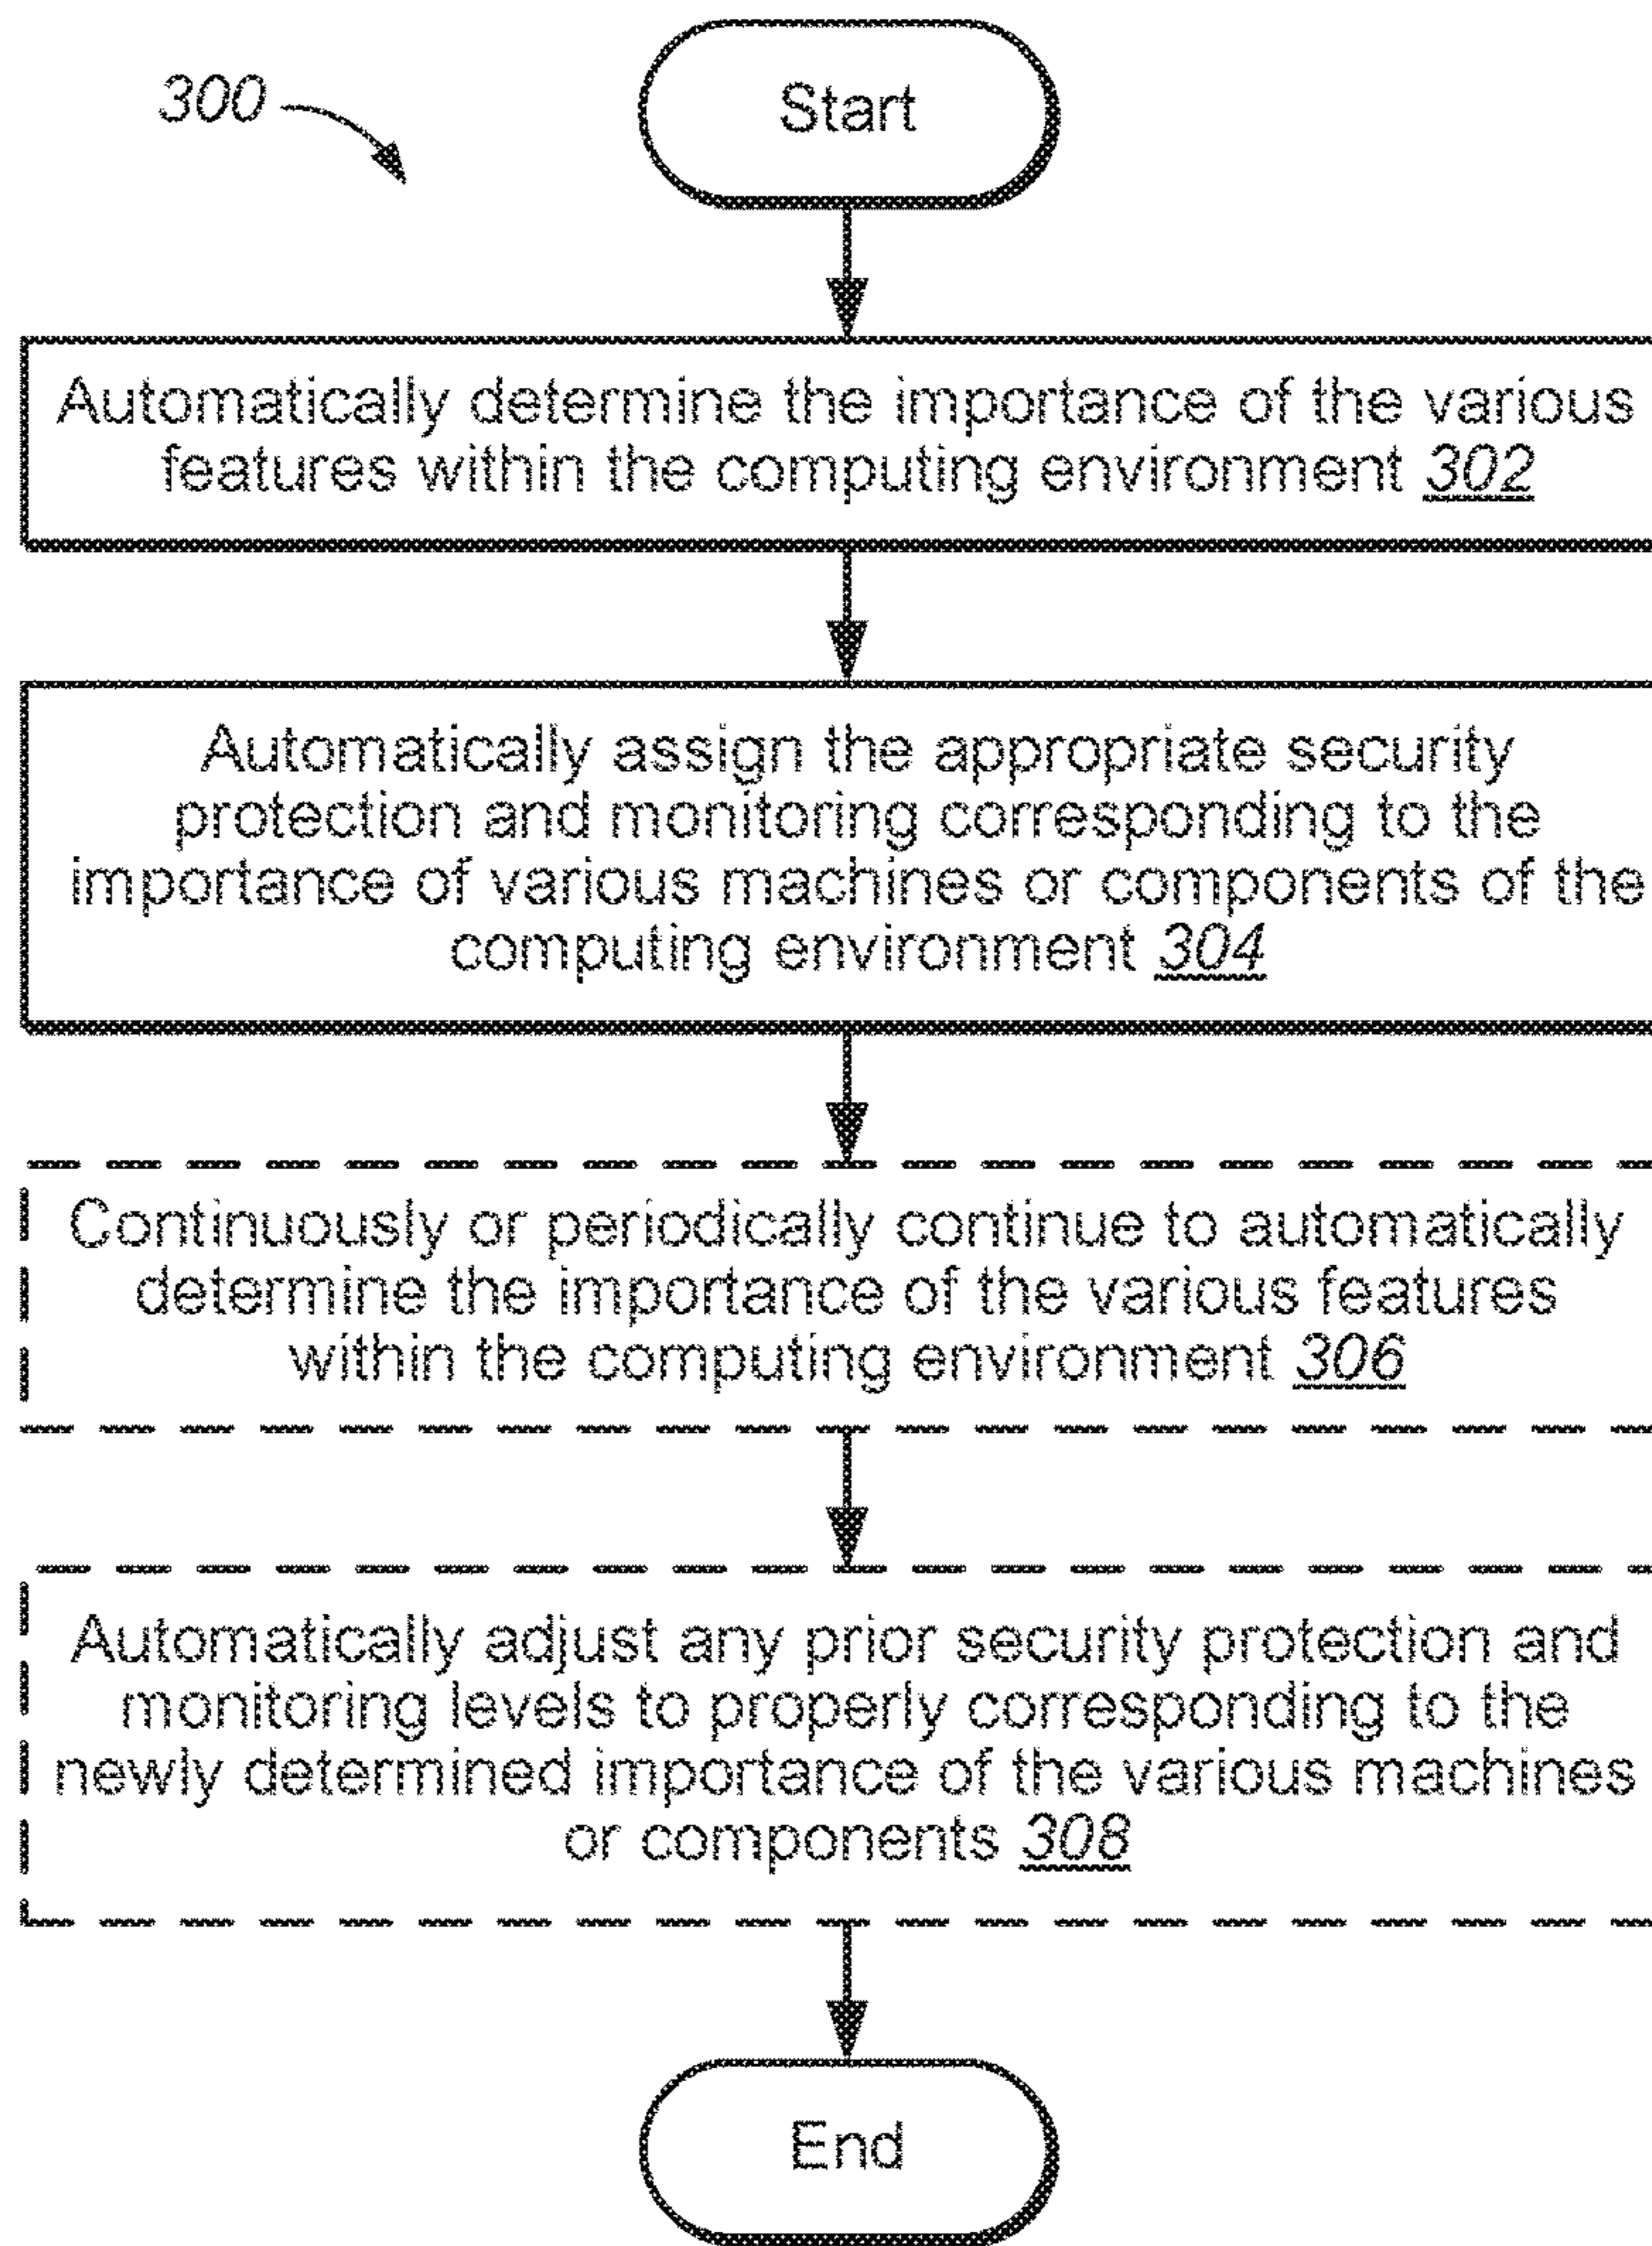 300
Start
Automatically determine the importance of the various
features within the computing environment 302
Automatically assign the appropriate security
protection and monitoring corresponding to the
importance of various machines or components of the
computing environment 304
Continuously or periodically continue to automatically
determine the importance of the various features
within the computing environment 306
Automatically adjust any prior security protection and
monitoring levels to properly corresponding to the
newly determined importance of the various machines
or components 308
End